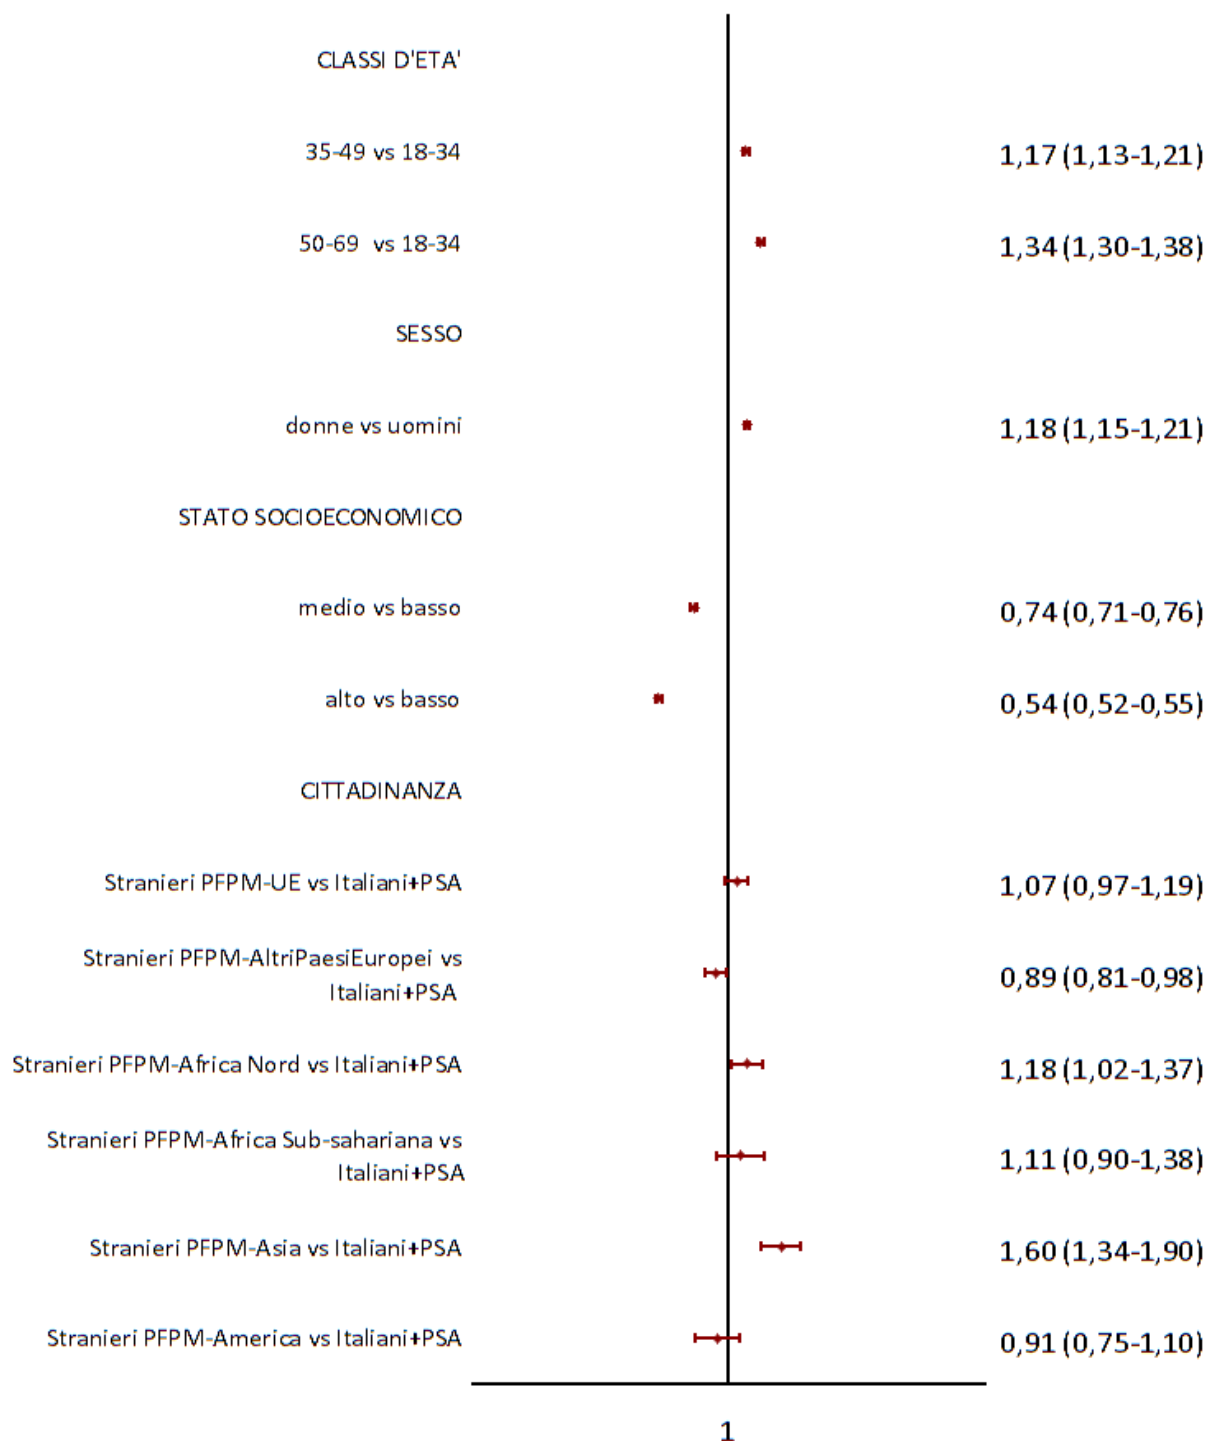 CLASSI D'ETA'
35-49 vs 18-34 1,17 (1,13-1,21)
50-69 vs 18-34 1,34 (1,30-1,38)
SESSO
donne vs uomini 1,18 (1,15-1,21)
STATO SOCIOECONOMICO
medio vs basso 0,74 (0,71-0,76)
alto vs basso 0,54 (0,52-0,55)
CITTADINANZA
Stranieri PFPM-UE vs Italiani+PSA 1,07 (0,97-1,19)
Stranieri PFPM-AltriPaesiEuropei vs
Italiani+PSA 0,89 (0,81-0,98)
Stranieri PFPM-Africa Nord vs Italiani+PSA 1,18 (1,02-1,37)
Stranieri PFPM-Africa Sub-sahariana vs
Italiani+PSA 1,11 (0,90-1,38)
Stranieri PFPM-Asia vs Italiani+PSA 1,60 (1,34-1,90)
Stranieri PFPM-America vs Italiani+PSA 0,91 (0,75-1,10)
1